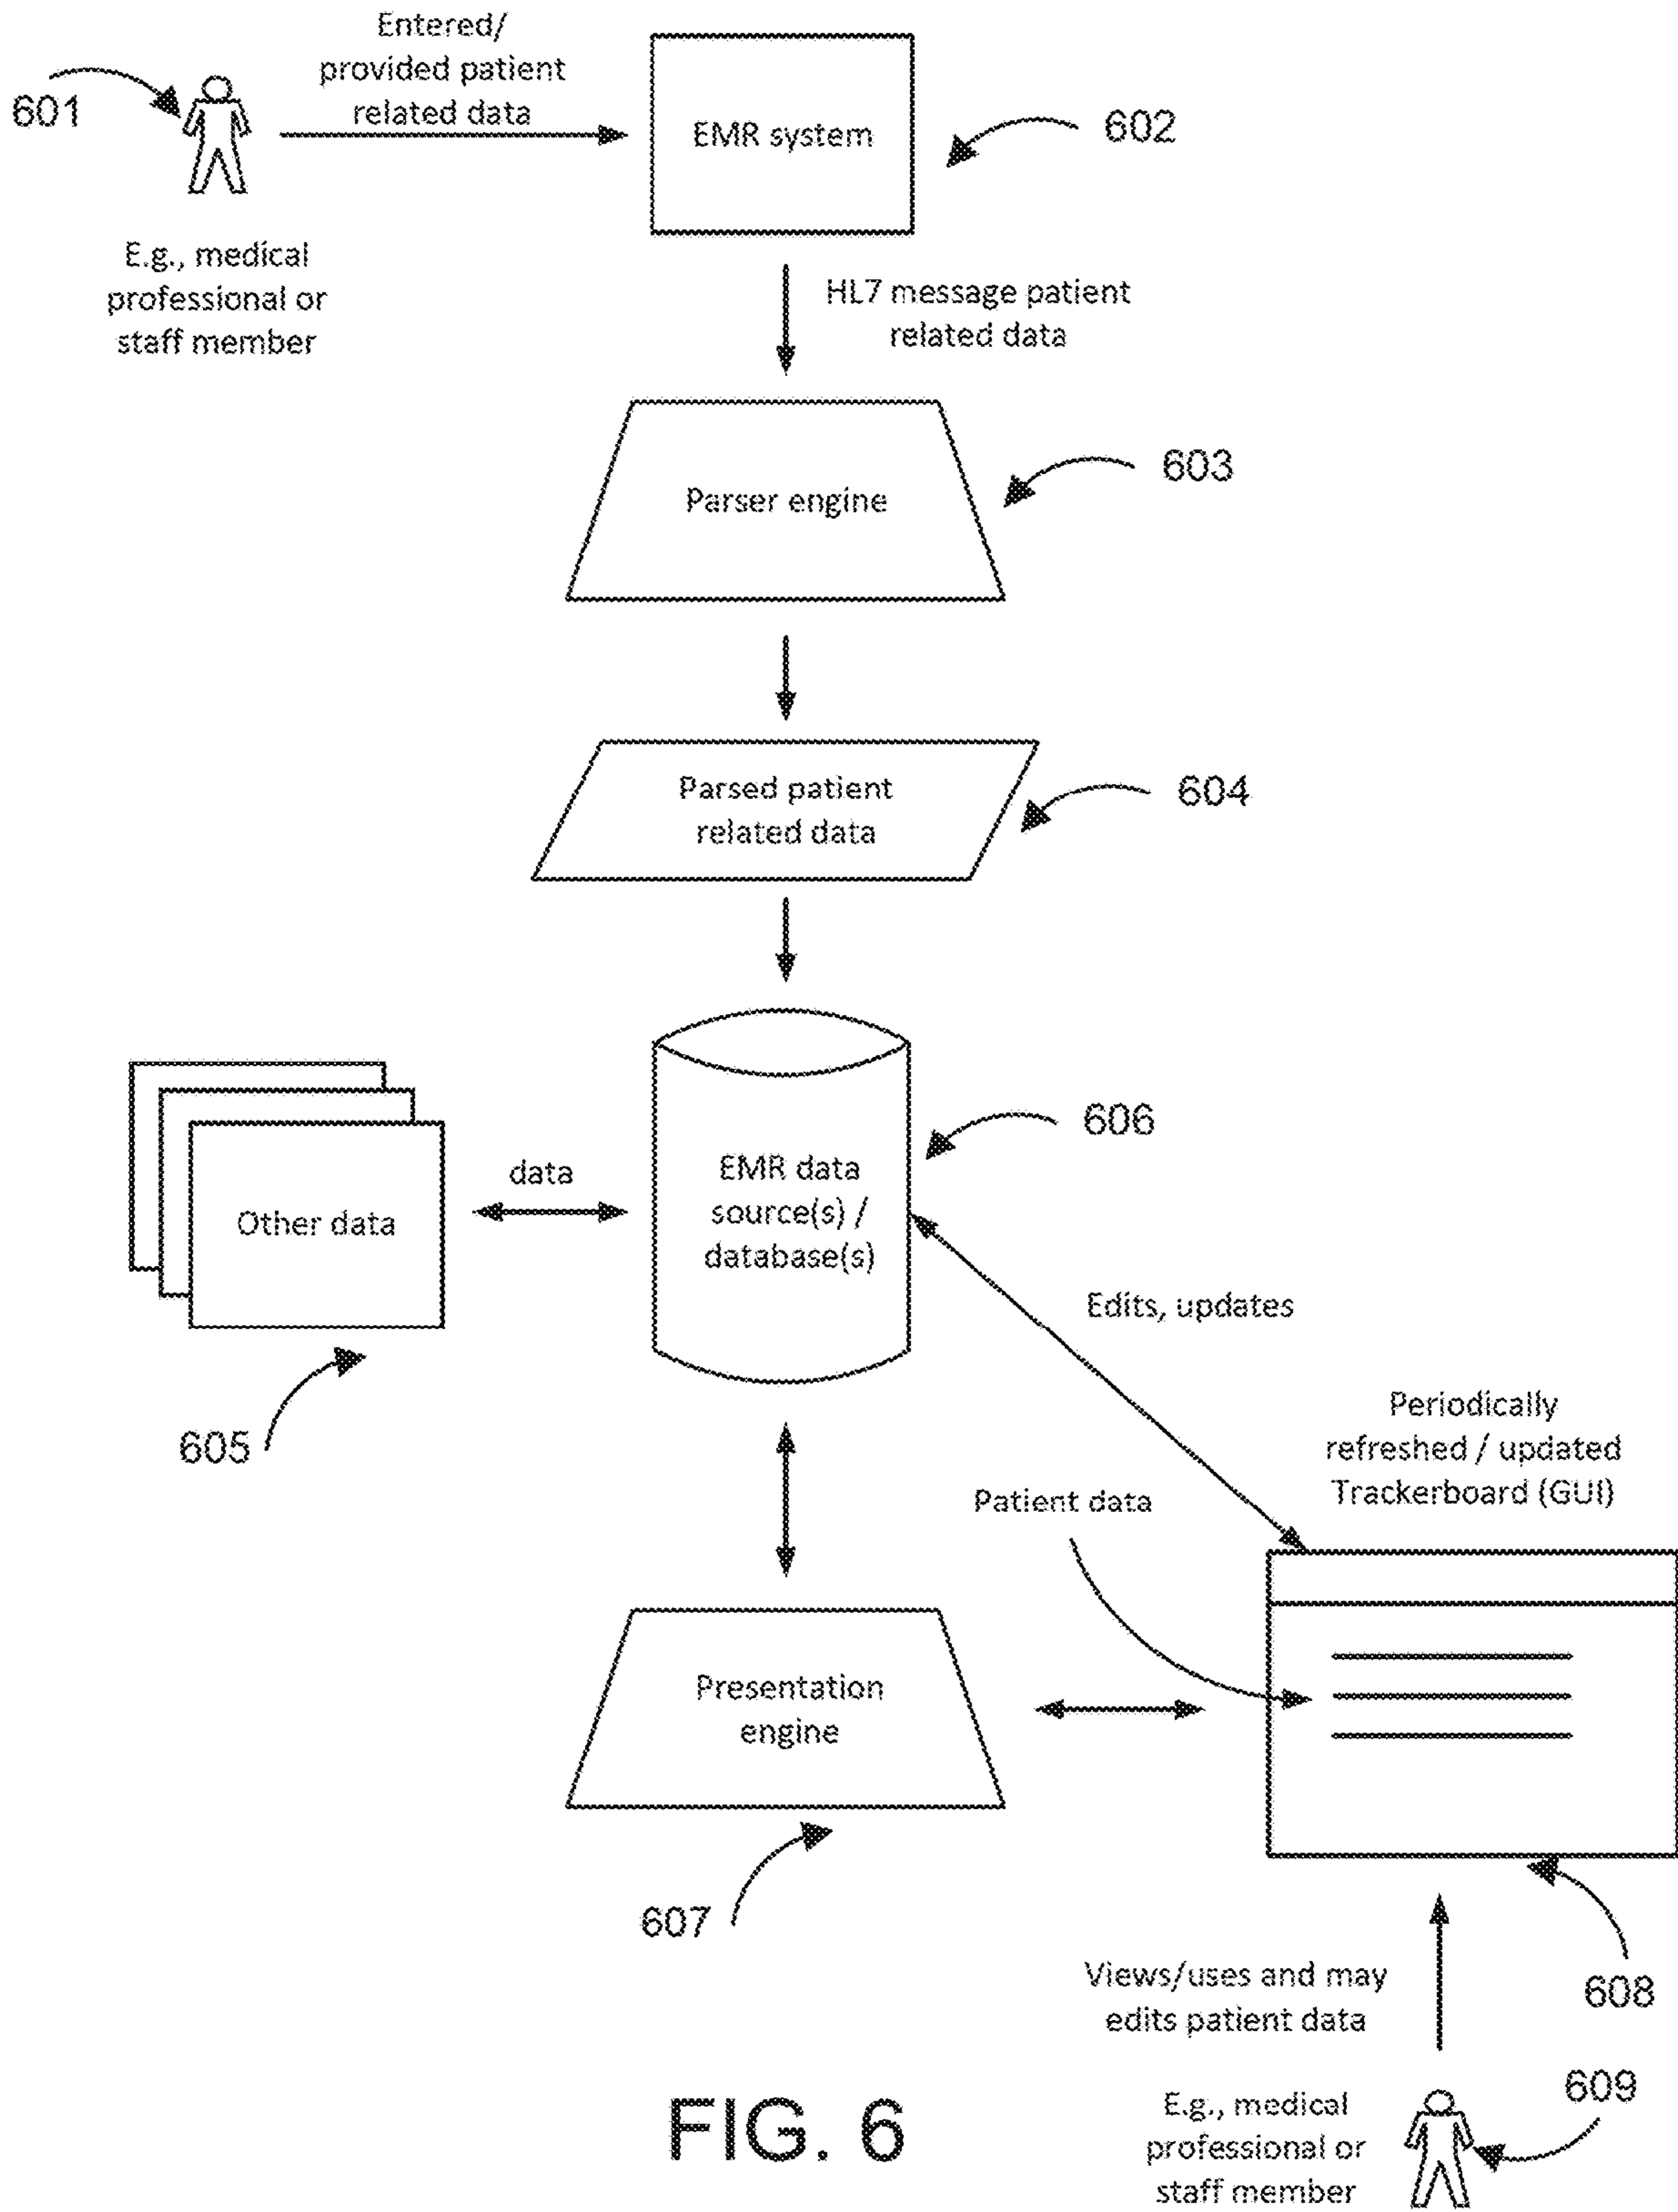 Entered/
provided patient
related data
601
EMR system
602
E.g., medical
professional or
staff member
HL7 message patient
related data
Parser engine
603
Parsed patient
related data
604
606
data
EMR data
source(s) /
database(s)
Other data
Edits, updates
605
Periodically
refreshed / updated
Trackerboard (GUI)
Patient data
Presentation
engine
607
Views/uses and may
edits patient data
608
609
E.g., medical
professional or
staff member
FIG. 6